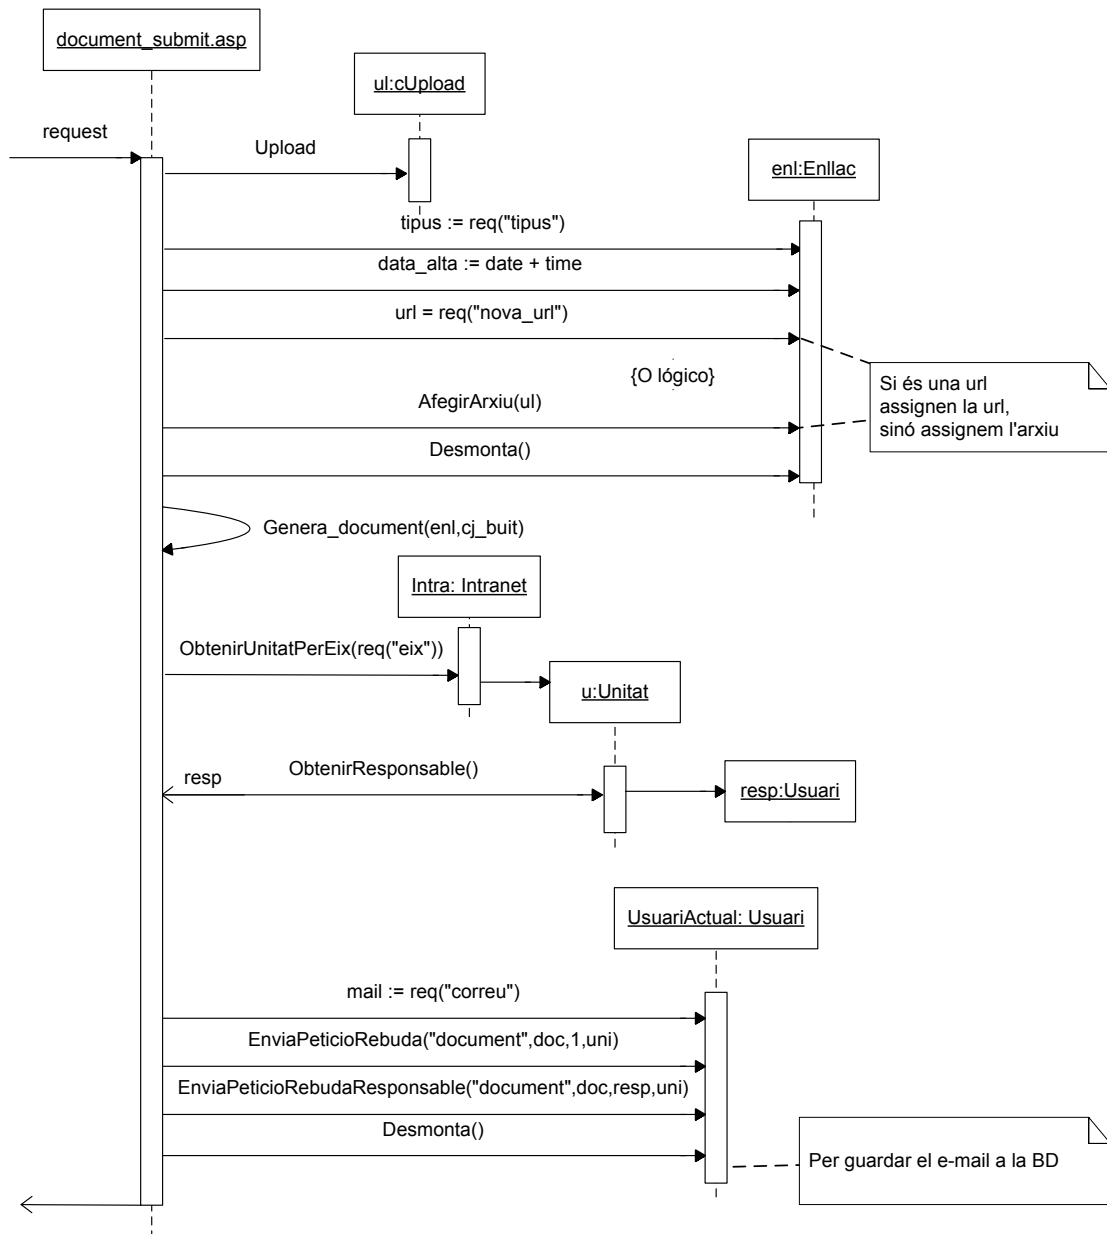 document_submit.asp
ul:cUpload
request
Upload
enl:Enllac
tipus := req("tipus")
data_alta := date + time
url = req("nova_url")
{O lógico}
Si és una url
assignen la url,
sinó assignem l'arxiu
AfegirArxiu(ul)
Desmonta()
Genera_document(enl,cj_buit)
Intra: Intranet
ObtenirUnitatPerEix(req("eix"))
u:Unitat
ObtenirResponsable()
resp
resp:Usuari
UsuariActual: Usuari
mail := req("correu")
EnviaPeticioRebuda("document",doc,1,uni)
EnviaPeticioRebudaResponsable("document",doc,resp,uni)
Desmonta()
Per guardar el e-mail a la BD